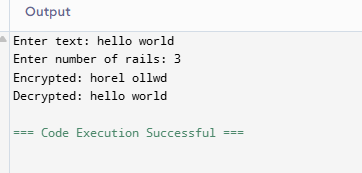 Output
Enter text: hello world
Enter number of rails: 3
Encrypted: horel ollwd
Decrypted: hello world
=== Code Execution Successful ===